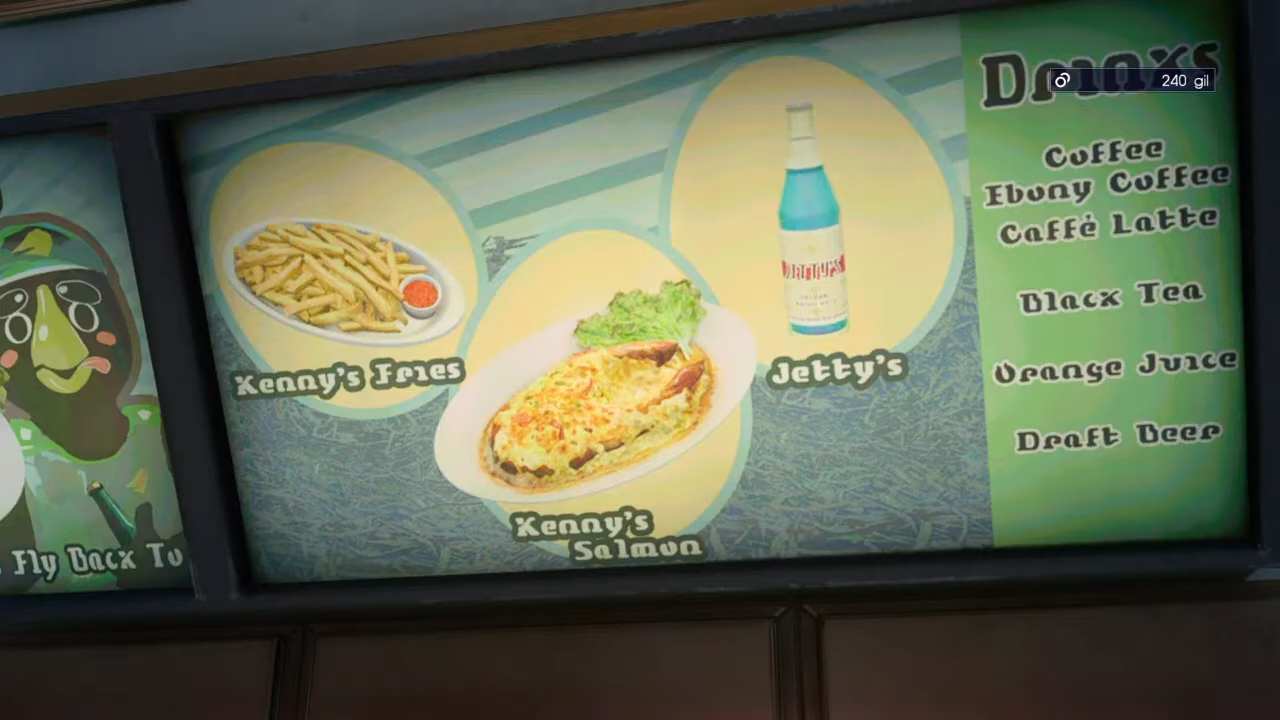 Drinks
240 gil
Coffee
Ebony Coffee
Caffè Latte
Black Tea
Orange Juice
Draft Beer
JETTY'S
Jetty's
Kenny's Fries
Kenny's
Salmon
Fly Back To